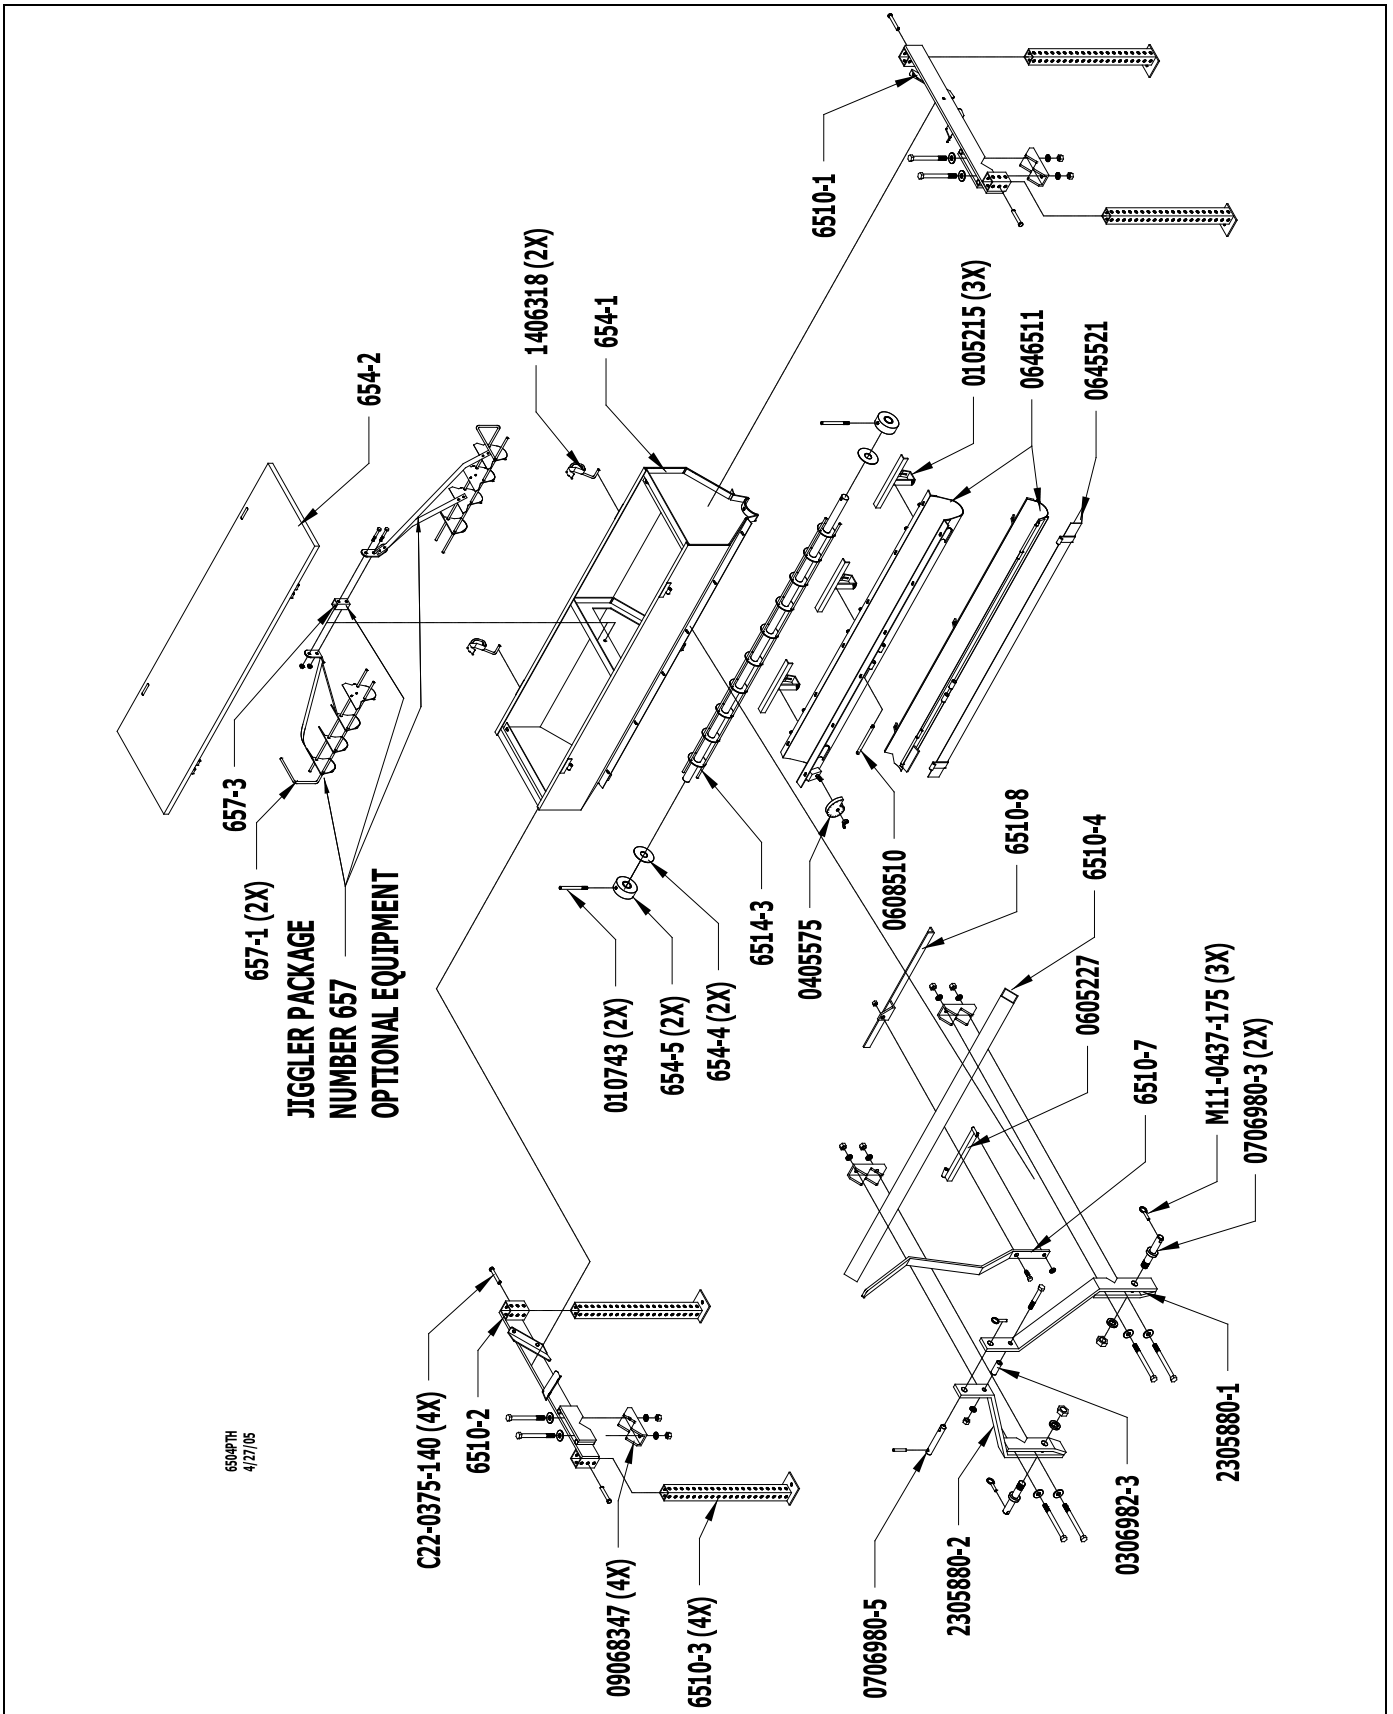 6504PTH
4/27/05
JIGGLER PACKAGE
NUMBER 657
OPTIONAL EQUIPMENT
657-1 (2X)
657-3
654-2
1406318 (2X)
654-1
6510-1
0105215 (3X)
0646511
0645521
C22-0375-140 (4X)
6510-2
09068347 (4X)
6510-3 (4X)
010743 (2X)
654-5 (2X)
654-4 (2X)
6514-3
0405575
0608510
6510-8
6510-4
0605227
6510-7
M11-0437-175 (3X)
0706980-3 (2X)
0706980-5
2305880-2
0306982-3
2305880-1